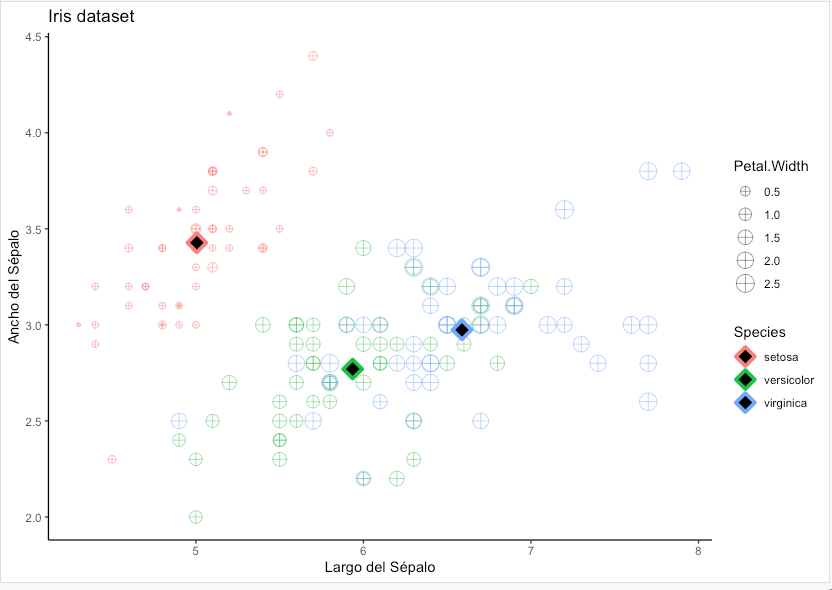 Iris dataset
4.5
4.0
3.5
3.0
2.5
2.0
Ancho del Sépalo
5
6
7
8
Largo del Sépalo
Petal.Width
0.5
1.0
1.5
2.0
2.5
Species
setosa
versicolor
virginica